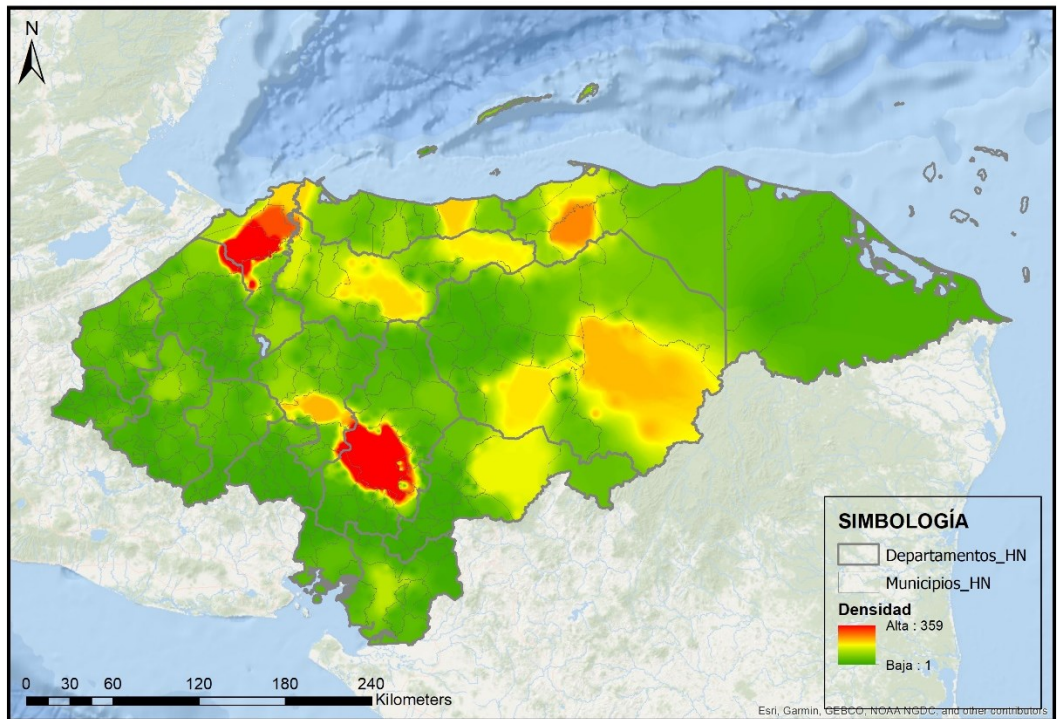 N
SIMBOLOGÍA
Departamentos_HN
Municipios_HN
Densidad
Alta : 359
Baja : 1
0 30 60 120 180 240
Kilometers
Esri, Garmin, GEBCO, NOAA NGDC, and other contributors